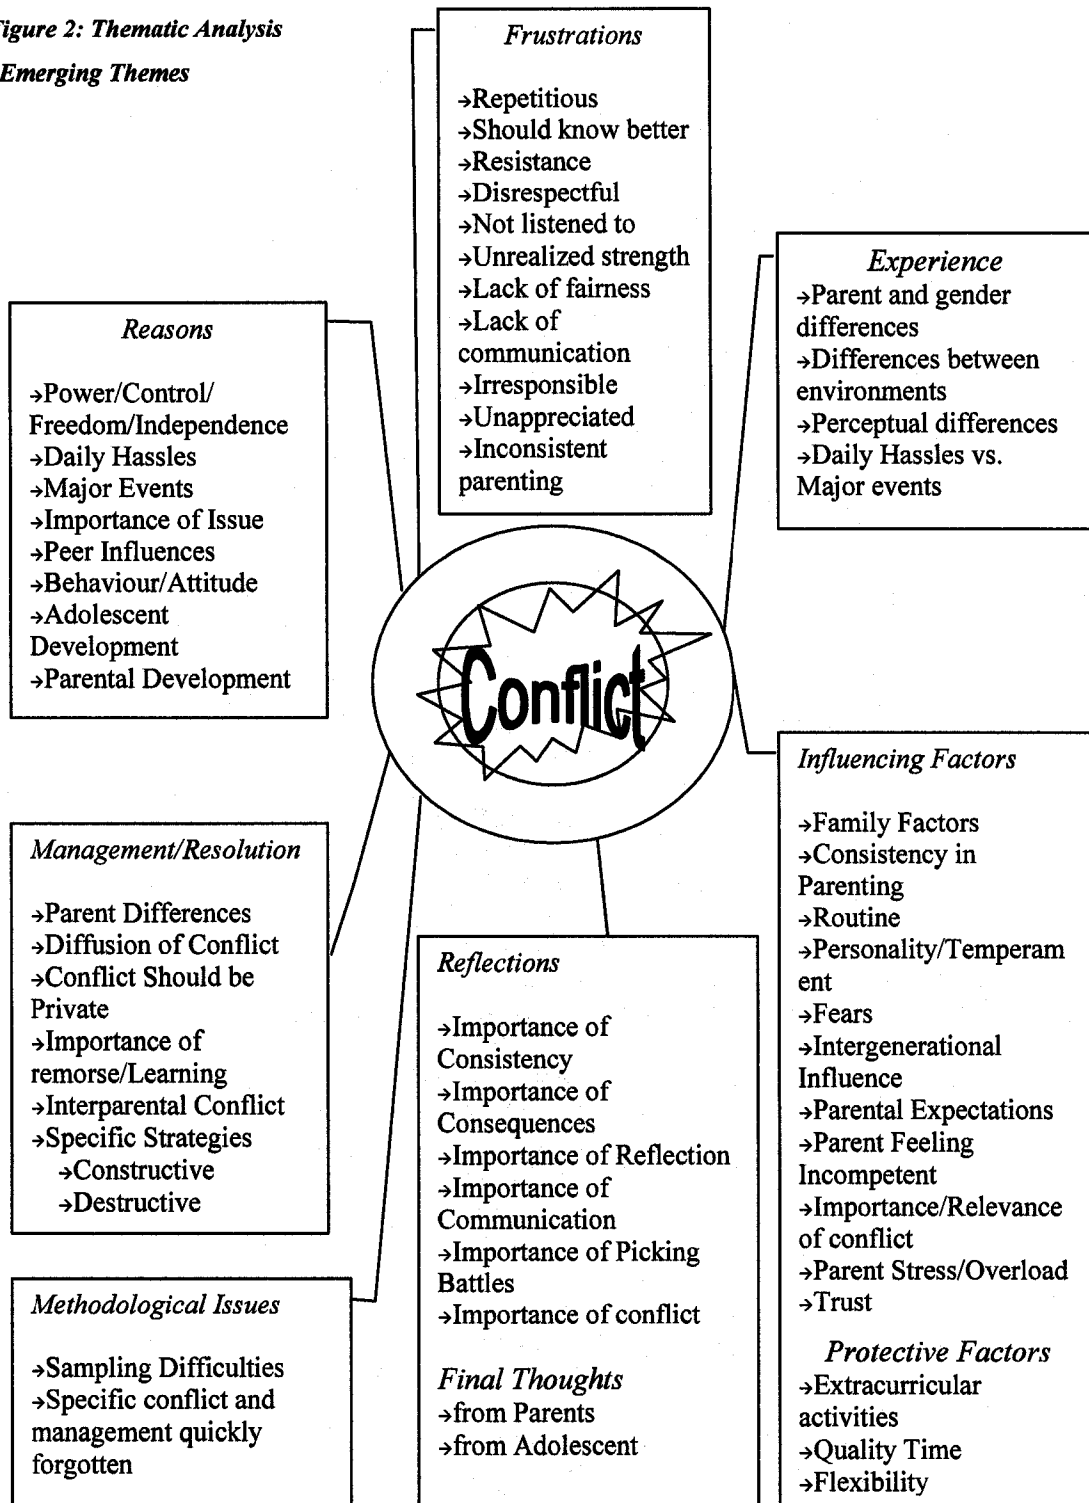 igure 2: Thematic Analysis
Emerging Themes
Frustrations
→Repetitious
→Should know better
→Resistance
→Disrespectful
→Not listened to
→Unrealized strength
→Lack of fairness
→Lack of
communication
→Irresponsible
→Unappreciated
→Inconsistent
parenting
Experience
→Parent and gender
differences
→Differences between
environments
→Perceptual differences
→Daily Hassles vs.
Major events
Reasons
→Power/Control/
Freedom/Independence
→Daily Hassles
→Major Events
→Importance of Issue
→Peer Influences
→Behaviour/Attitude
→Adolescent
Development
→Parental Development
Conflict
Management/Resolution
→Parent Differences
→Diffusion of Conflict
→Conflict Should be
Private
→Importance of
remorse/Learning
→Interparental Conflict
→Specific Strategies
→Constructive
→Destructive
Influencing Factors
→Family Factors
→Consistency in
Parenting
→Routine
→Personality/Temperam
ent
→Fears
→Intergenerational
Influence
→Parental Expectations
→Parent Feeling
Incompetent
→Importance/Relevance
of conflict
→Parent Stress/Overload
→Trust
Protective Factors
→Extracurricular
activities
→Quality Time
→Flexibility
Reflections
→Importance of
Consistency
→Importance of
Consequences
→Importance of Reflection
→Importance of
Communication
→Importance of Picking
Battles
→Importance of conflict
Final Thoughts
→from Parents
→from Adolescent
Methodological Issues
→Sampling Difficulties
→Specific conflict and
management quickly
forgotten